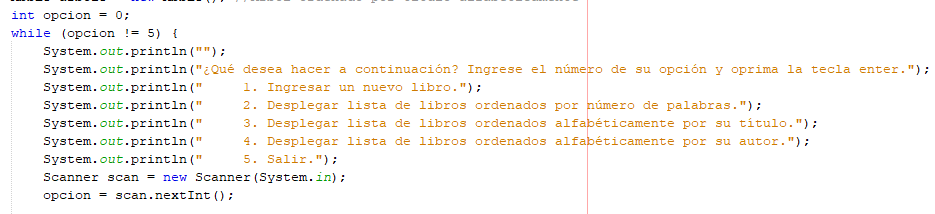 int opcion = 0;
while (opcion != 5) {
System.out.println("");
System.out.println("¿Qué desea hacer a continuación? Ingrese el número de su opción y oprima la tecla enter.");
System.out.println("     1. Ingresar un nuevo libro.");
System.out.println("     2. Desplegar lista de libros ordenados por número de palabras.");
System.out.println("     3. Desplegar lista de libros ordenados alfabéticamente por su título.");
System.out.println("     4. Desplegar lista de libros ordenados alfabéticamente por su autor.");
System.out.println("     5. Salir.");
Scanner scan = new Scanner(System.in);
opcion = scan.nextInt();